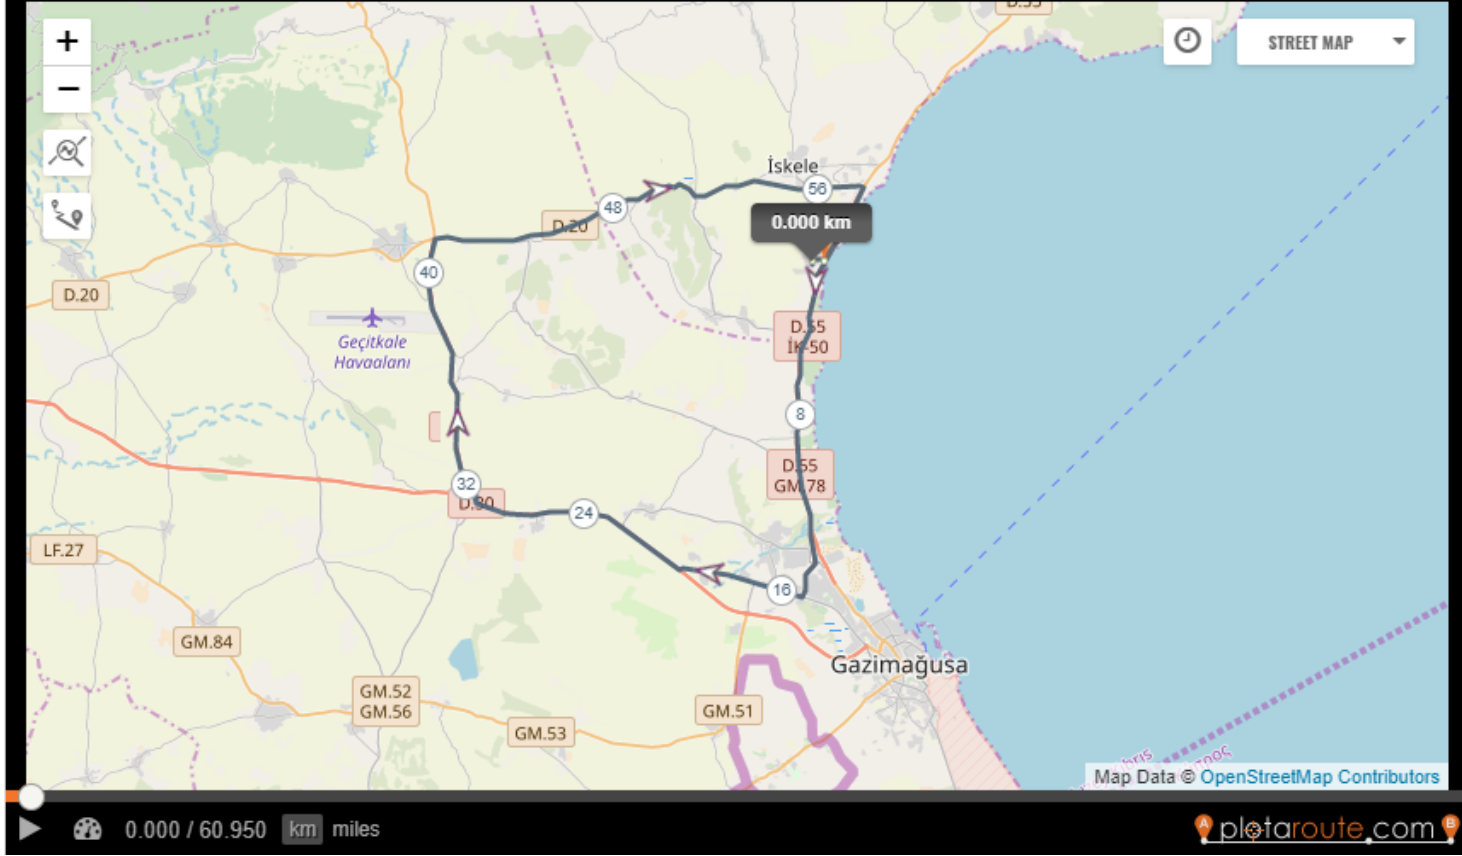 D.55
+
−
STREET MAP
İskele
56
48
D.20
0.000 km
40
D.20
Geçitkale
Havaalanı
D.55
İK-50
8
D.55
GM.78
32
D.30
24
LF.27
16
GM.84
Gazimağusa
GM.52
GM.56
GM.51
GM.53
Map Data © OpenStreetMap Contributors
0.000 / 60.950 km miles
A plotaroute.com B